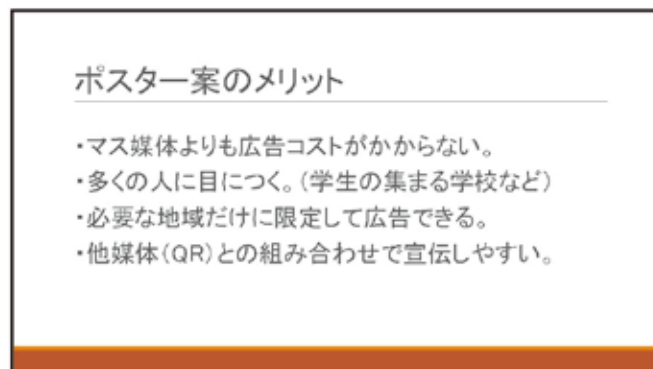 ポスター案のメリット
・マス媒体よりも広告コストがかからない。
・多くの人に目につく。（学生の集まる学校など）
・必要な地域だけに限定して広告できる。
・他媒体（QR）との組み合わせで宣伝しやすい。